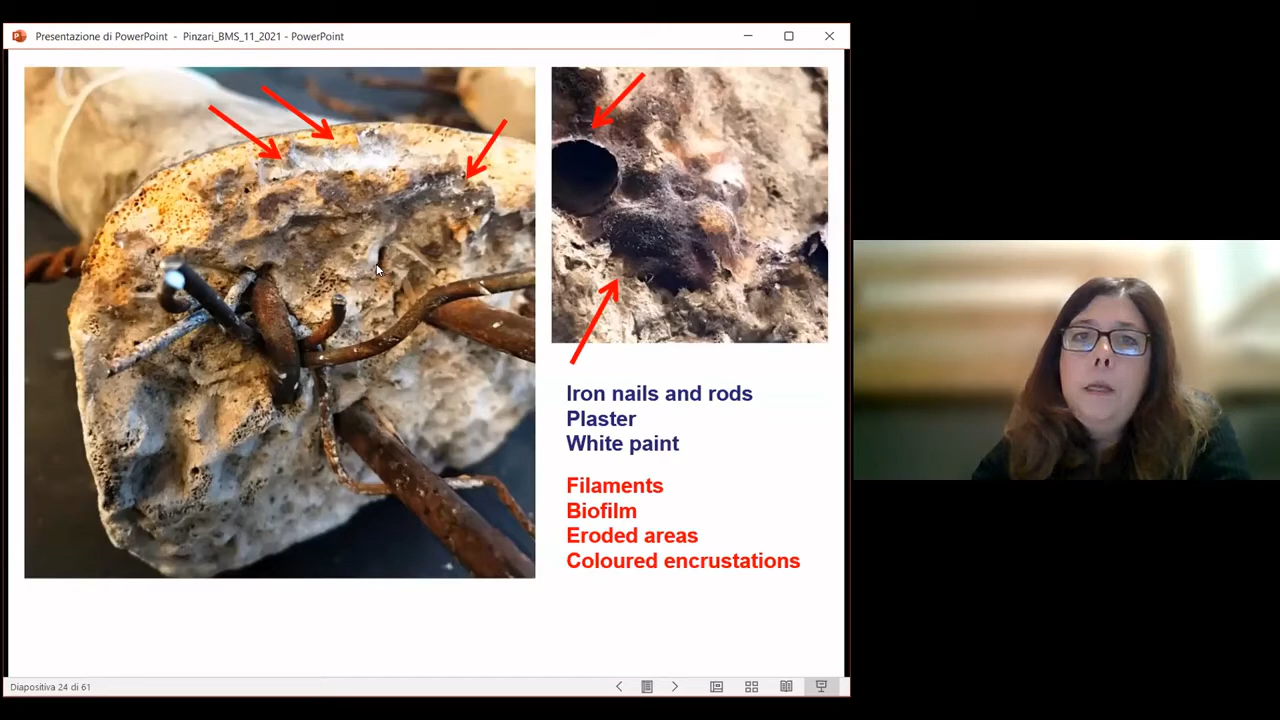 Presentazione di PowerPoint - Pinzari_BMS_11_2021 - PowerPoint
Iron nails and rods
Plaster
White paint
Filaments
Biofilm
Eroded areas
Coloured encrustations
Diapositiva 24 di 61